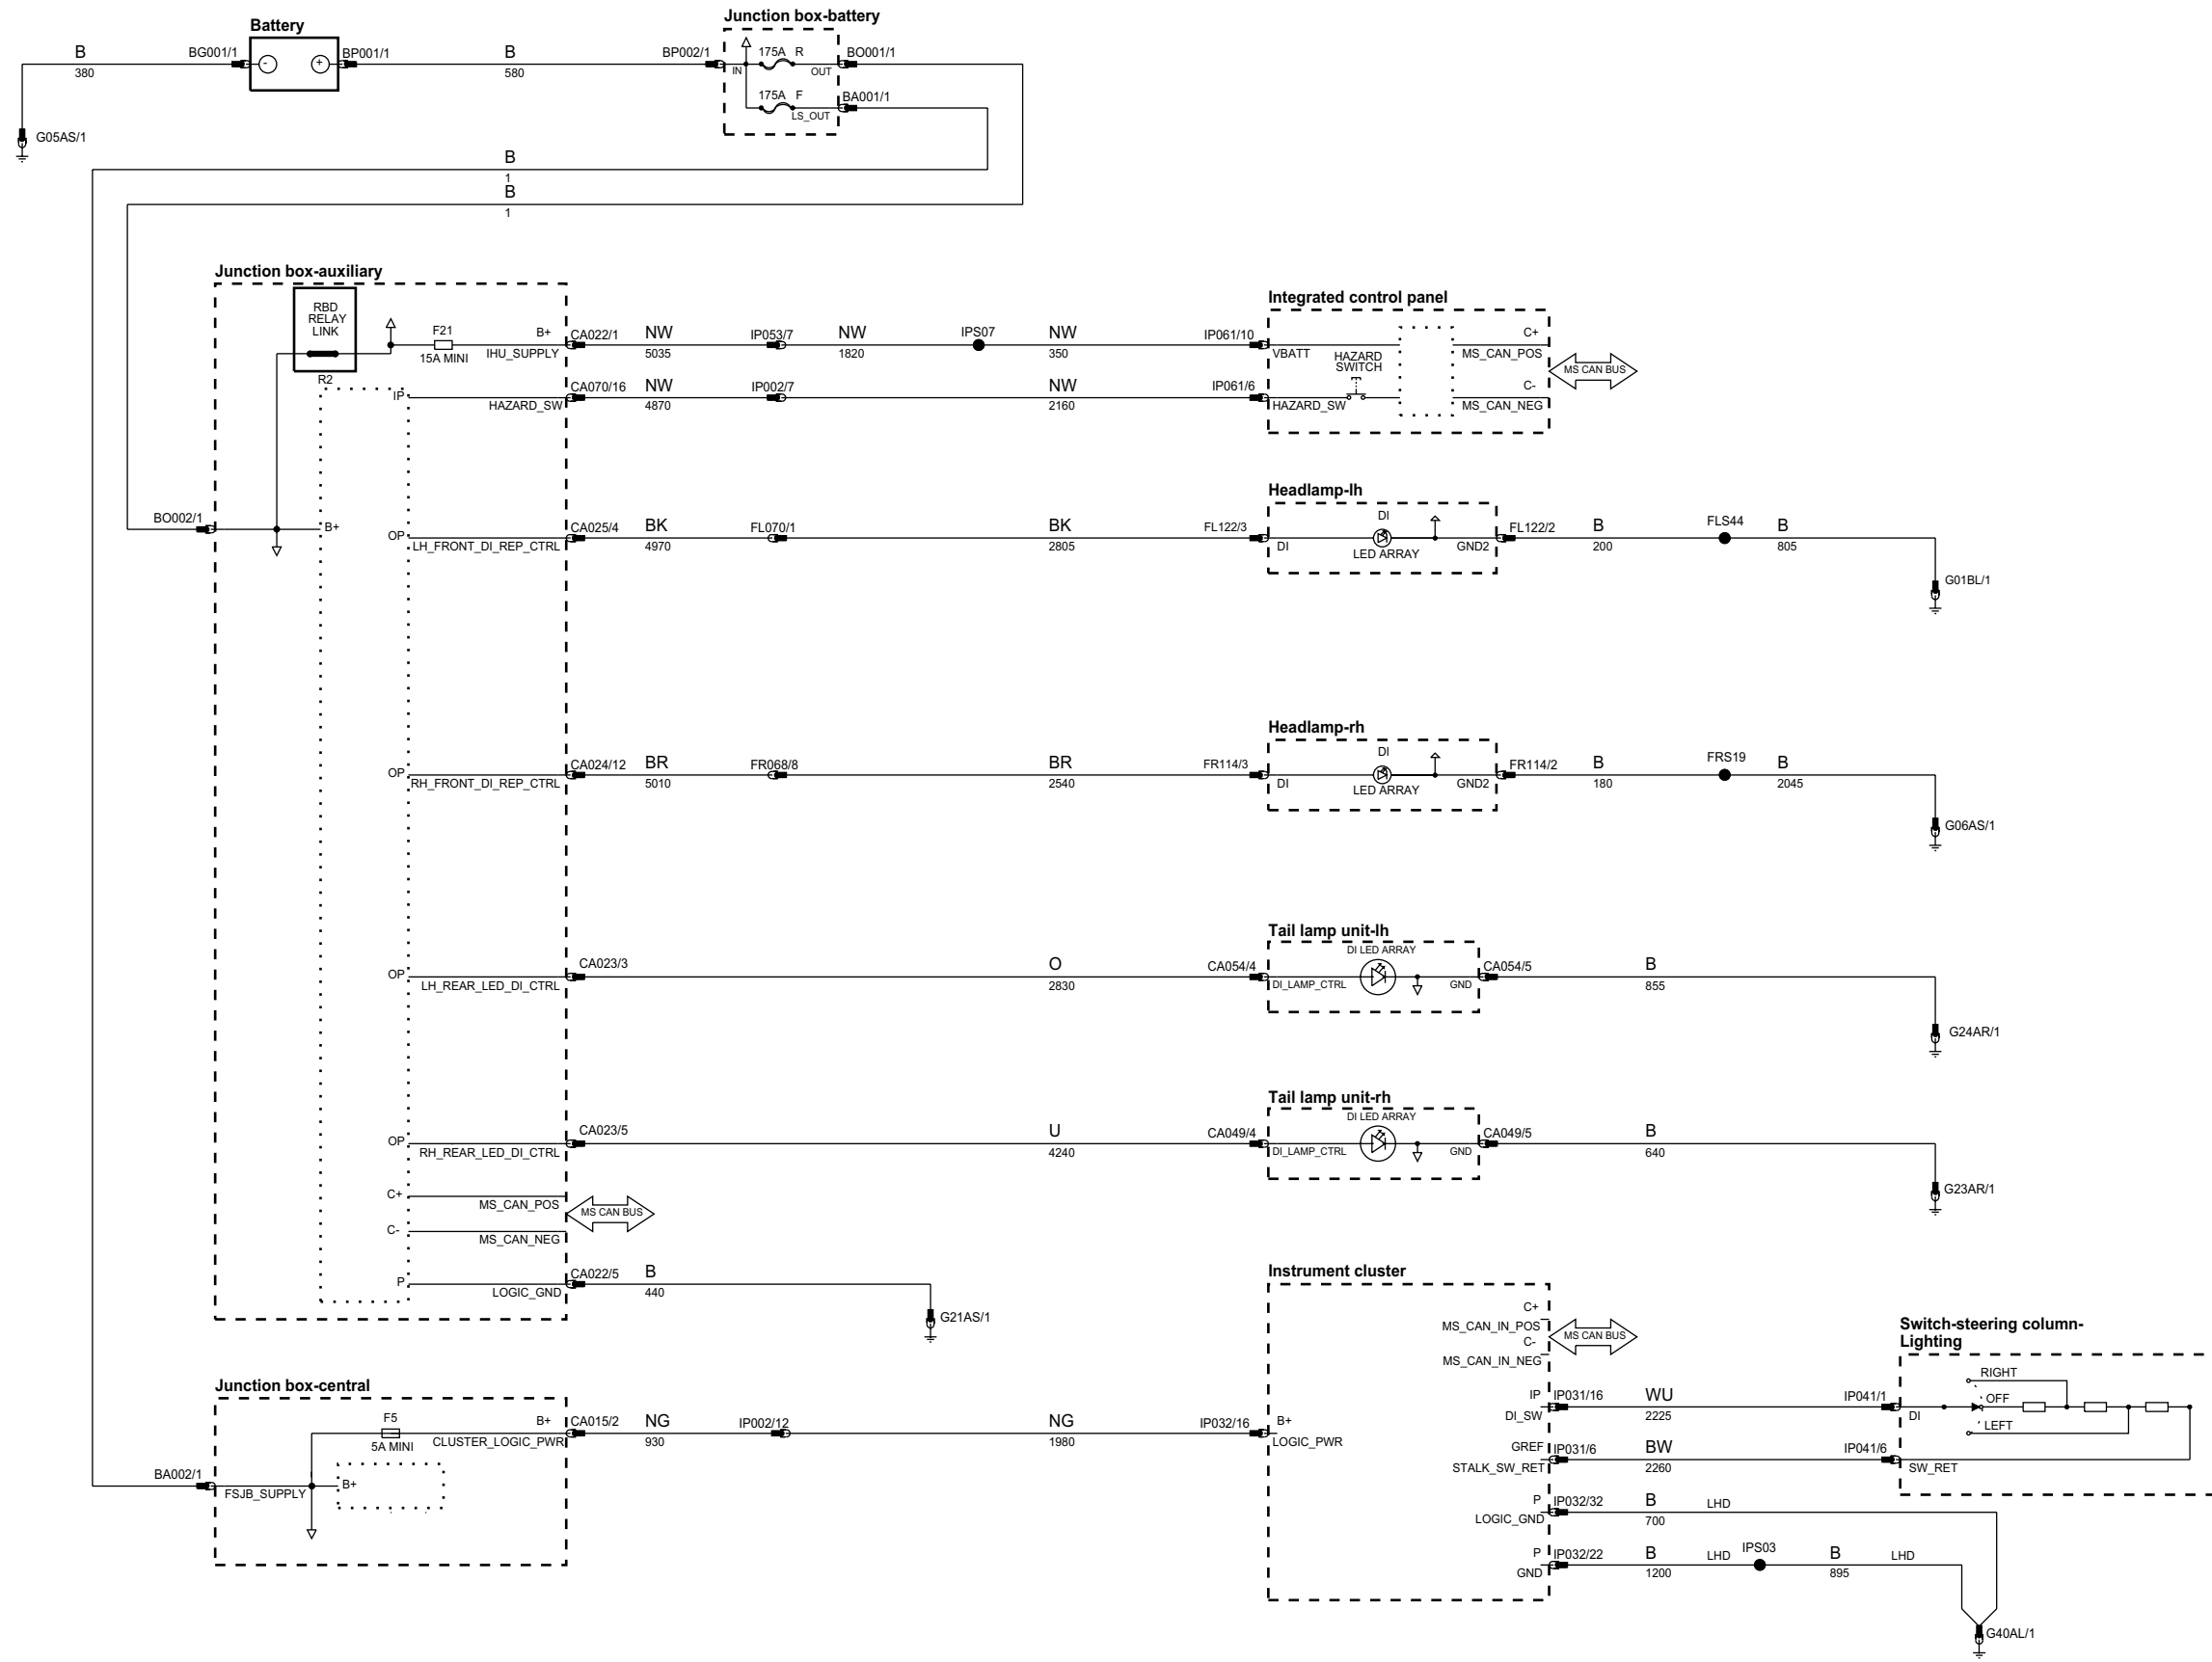 Junction box-battery
Battery
B
380
BG001/1
-
+
BP001/1
B
580
BP002/1
175A R
IN
OUT
BO001/1
175A F
LS_OUT
BA001/1
G05AS/1
B
1
B
1
Junction box-auxiliary
RBD
RELAY
LINK
R2
F21
15A MINI
B+
IHU_SUPPLY
CA022/1
NW
5035
IP053/7
NW
1820
IPS07
NW
350
IP061/10
Integrated control panel
VBATT
HAZARD
SWITCH
C+
MS_CAN_POS
C-
MS_CAN_NEG
MS CAN BUS
IP
HAZARD_SW
CA070/16
NW
4870
IP002/7
NW
2160
IP061/6
HAZARD_SW
BO002/1
B+
OP
LH_FRONT_DI_REP_CTRL
CA025/4
BK
4970
FL070/1
BK
2805
FL122/3
Headlamp-lh
DI
DI
LED ARRAY
GND2
FL122/2
B
200
FLS44
B
805
G01BL/1
OP
RH_FRONT_DI_REP_CTRL
CA024/12
BR
5010
FR068/8
BR
2540
FR114/3
Headlamp-rh
DI
DI
LED ARRAY
GND2
FR114/2
B
180
FRS19
B
2045
G06AS/1
OP
LH_REAR_LED_DI_CTRL
CA023/3
O
2830
CA054/4
Tail lamp unit-lh
DI LED ARRAY
DI_LAMP_CTRL
GND
CA054/5
B
855
G24AR/1
OP
RH_REAR_LED_DI_CTRL
CA023/5
U
4240
CA049/4
Tail lamp unit-rh
DI LED ARRAY
DI_LAMP_CTRL
GND
CA049/5
B
640
G23AR/1
C+
MS_CAN_POS
C-
MS_CAN_NEG
MS CAN BUS
P
LOGIC_GND
CA022/5
B
440
G21AS/1
Junction box-central
F5
5A MINI
B+
CLUSTER_LOGIC_PWR
CA015/2
NG
930
IP002/12
NG
1980
IP032/16
BA002/1
FSJB_SUPPLY
B+
Instrument cluster
B+
LOGIC_PWR
C+
MS_CAN_IN_POS
C-
MS_CAN_IN_NEG
MS CAN BUS
IP
DI_SW
IP031/16
WU
2225
IP041/1
GREF
STALK_SW_RET
IP031/6
BW
2260
IP041/6
Switch-steering column-
Lighting
RIGHT
OFF
LEFT
DI
SW_RET
P
LOGIC_GND
IP032/32
B
700
LHD
P
GND
IP032/22
B
1200
LHD
IPS03
B
895
LHD
G40AL/1